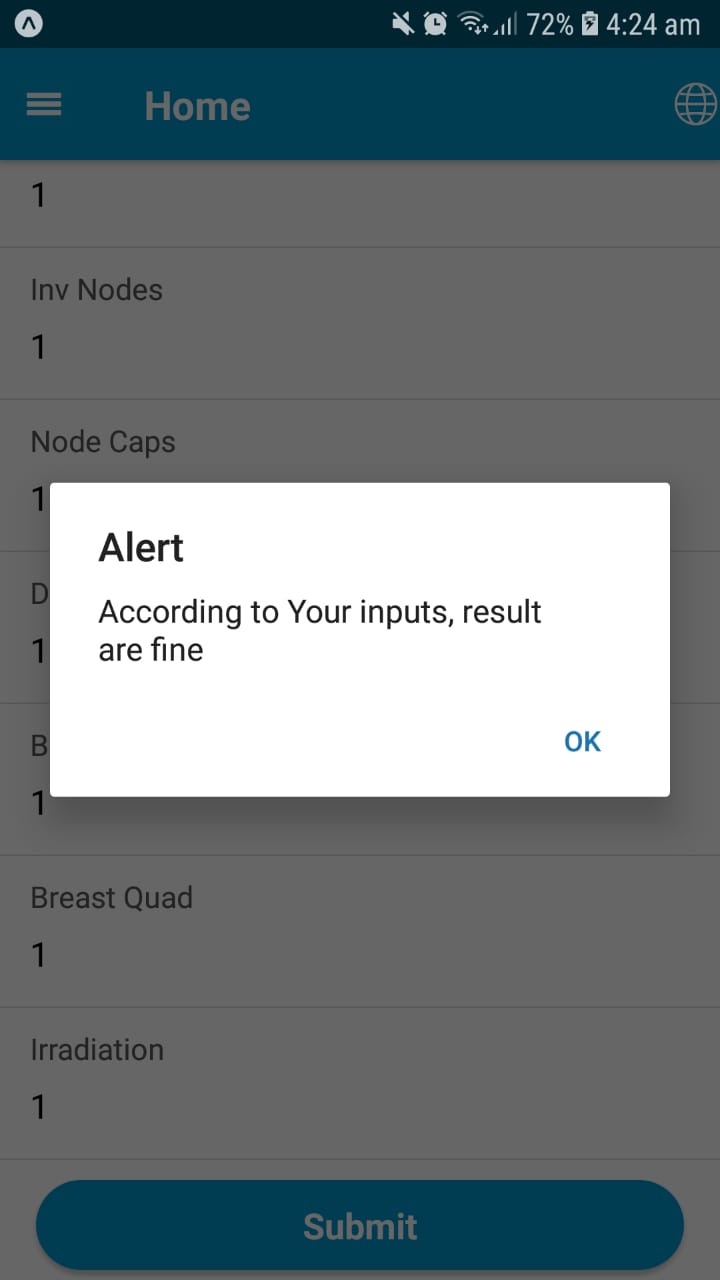 72% 4:24 am
Home
1
Inv Nodes
1
Node Caps
1
Alert
D
According to Your inputs, result
1
are fine
B
OK
1
Breast Quad
1
Irradiation
1
Submit